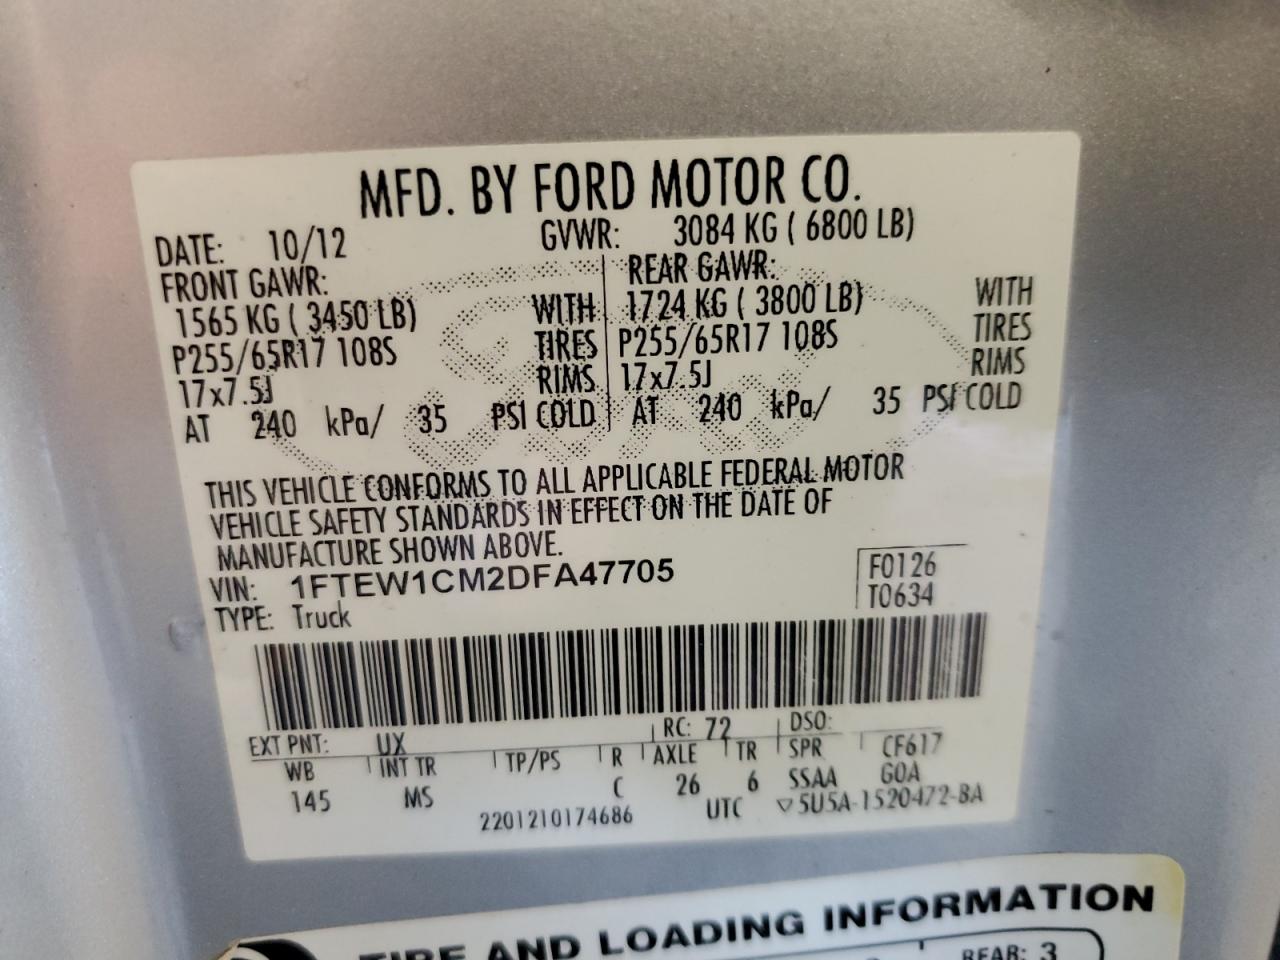 MFD. BY FORD MOTOR CO.
DATE: 10/12 GVWR: 3084 KG ( 6800 LB)
FRONT GAWR: REAR GAWR:
1565 KG ( 3450 LB) WITH 1724 KG ( 3800 LB) WITH
P255/65R17 108S TIRES P255/65R17 108S TIRES
17x7.5J RIMS 17x7.5J RIMS
AT 240 kPa/ 35 PSI COLD AT 240 kPa/ 35 PSI COLD
THIS VEHICLE CONFORMS TO ALL APPLICABLE FEDERAL MOTOR
VEHICLE SAFETY STANDARDS IN EFFECT ON THE DATE OF
MANUFACTURE SHOWN ABOVE.
VIN: 1FTEW1CM2DFA47705 F0126
TYPE: Truck T0634
EXT PNT: UX RC: 72 DSO:
WB INT TR TP/PS R AXLE TR SPR CF617
145 MS C 26 6 SSAA GOA
2201210174686 UTC ▽5U5A-1520472-BA
TIRE AND LOADING INFORMATION
REAR: 3